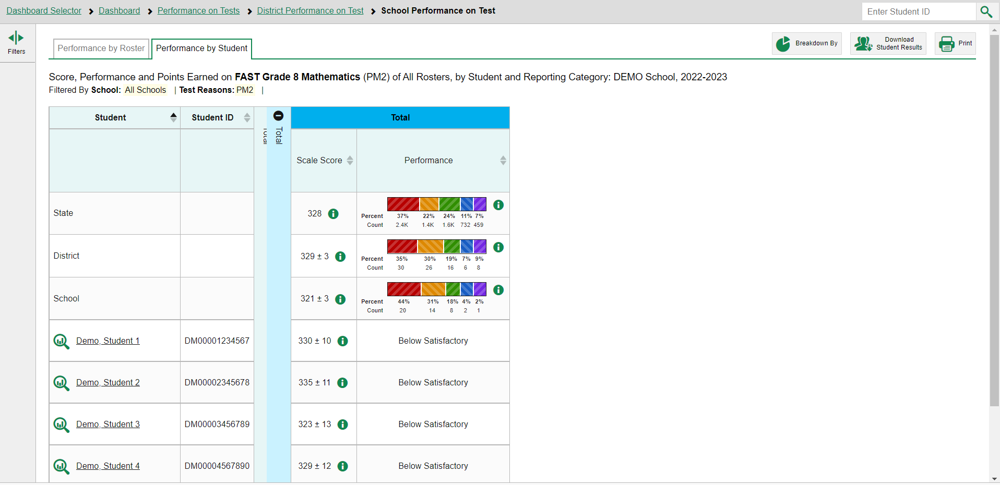 Dashboard Selector > Dashboard > Performance on Tests > District Performance on Test > School Performance on Test
Enter Student ID
Filters
Performance by Roster
Performance by Student
Breakdown By
Download
Student Results
Print
Score, Performance and Points Earned on FAST Grade 8 Mathematics (PM2) of All Rosters, by Student and Reporting Category: DEMO School, 2022-2023
Filtered By School: All Schools | Test Reasons: PM2 |
Student Student ID Total Total Total
Scale Score Performance
State 328
Percent 37% 22% 24% 11% 7%
Count 2.4K 1.4K 1.6K 732 459
District 329 ± 3
Percent 35% 30% 19% 7% 9%
Count 30 26 16 6 8
School 321 ± 3
Percent 44% 31% 18% 4% 2%
Count 20 14 8 2 1
Demo, Student 1 DM00001234567 330 ± 10 Below Satisfactory
Demo, Student 2 DM00002345678 335 ± 11 Below Satisfactory
Demo, Student 3 DM00003456789 323 ± 13 Below Satisfactory
Demo, Student 4 DM00004567890 329 ± 12 Below Satisfactory